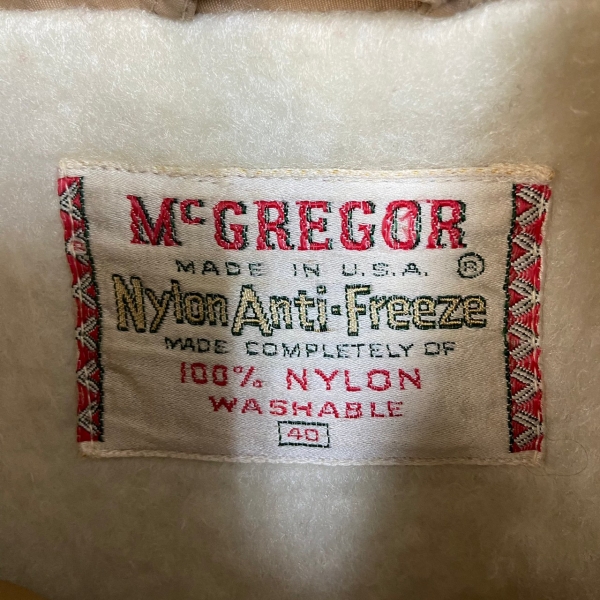 McGREGOR
MADE IN U.S.A. ®
Nylon Anti-Freeze
MADE COMPLETELY OF
100% NYLON
WASHABLE
40